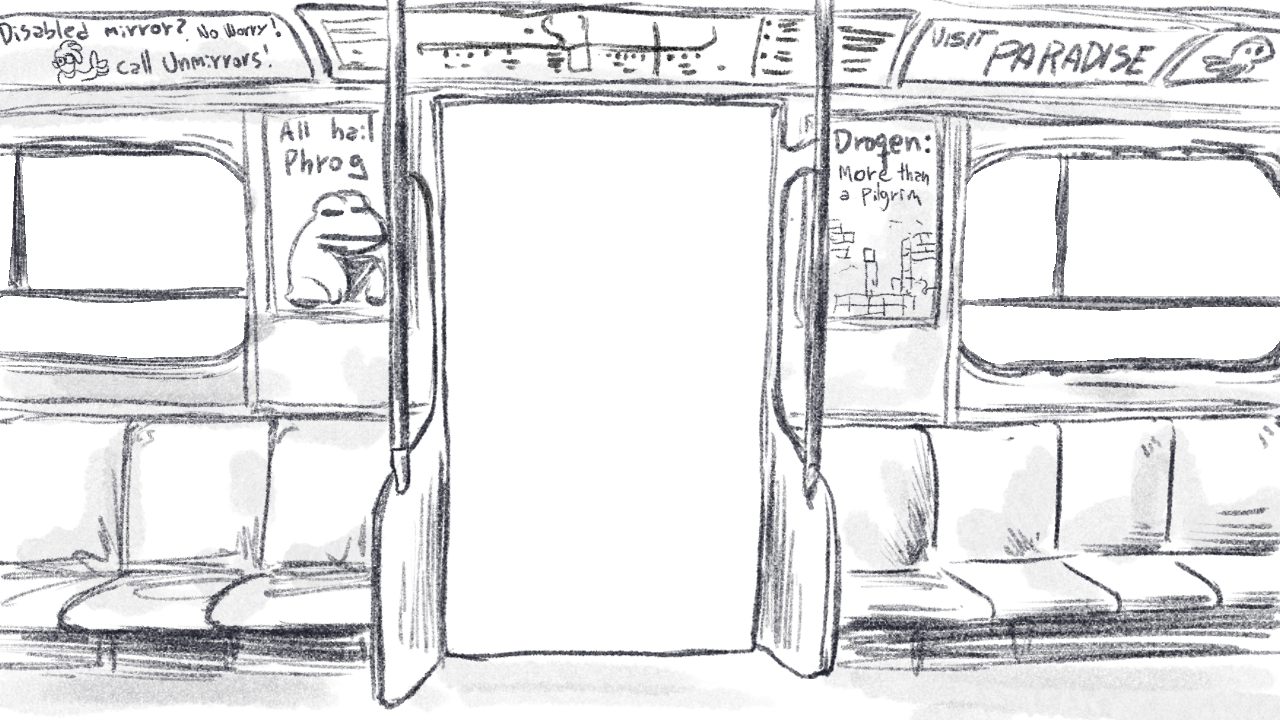 Disabled mirror? No Worry!
call Unmirrors!
VISIT PARADISE
All hail
Phrog
Drogen:
More than
a Pilgrim